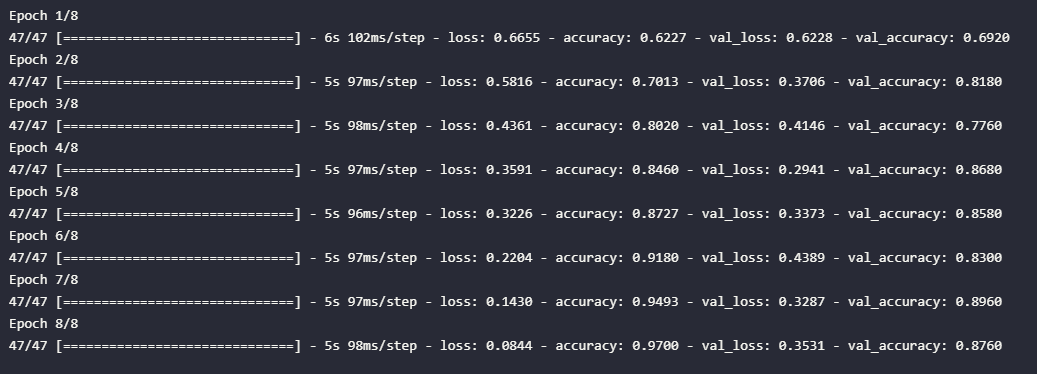 Epoch 1/8
47/47 [==============================] - 6s 102ms/step - loss: 0.6655 - accuracy: 0.6227 - val_loss: 0.6228 - val_accuracy: 0.6920
Epoch 2/8
47/47 [==============================] - 5s 97ms/step - loss: 0.5816 - accuracy: 0.7013 - val_loss: 0.3706 - val_accuracy: 0.8180
Epoch 3/8
47/47 [==============================] - 5s 98ms/step - loss: 0.4361 - accuracy: 0.8020 - val_loss: 0.4146 - val_accuracy: 0.7760
Epoch 4/8
47/47 [==============================] - 5s 97ms/step - loss: 0.3591 - accuracy: 0.8460 - val_loss: 0.2941 - val_accuracy: 0.8680
Epoch 5/8
47/47 [==============================] - 5s 96ms/step - loss: 0.3226 - accuracy: 0.8727 - val_loss: 0.3373 - val_accuracy: 0.8580
Epoch 6/8
47/47 [==============================] - 5s 97ms/step - loss: 0.2204 - accuracy: 0.9180 - val_loss: 0.4389 - val_accuracy: 0.8300
Epoch 7/8
47/47 [==============================] - 5s 97ms/step - loss: 0.1430 - accuracy: 0.9493 - val_loss: 0.3287 - val_accuracy: 0.8960
Epoch 8/8
47/47 [==============================] - 5s 98ms/step - loss: 0.0844 - accuracy: 0.9700 - val_loss: 0.3531 - val_accuracy: 0.8760